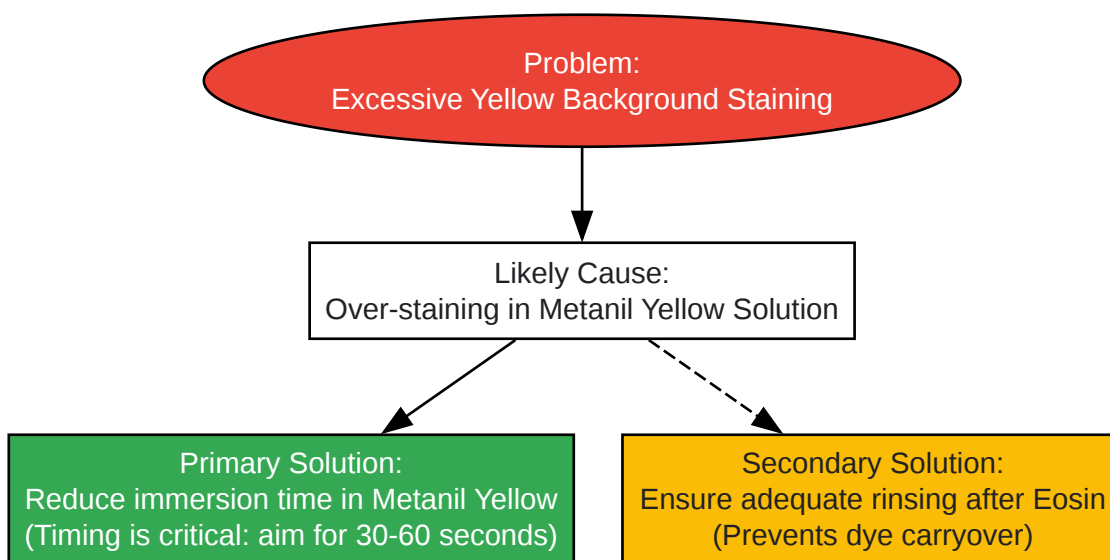 Problem:
Excessive Yellow Background Staining
Likely Cause:
Over-staining in Metanil Yellow Solution
Primary Solution:
Reduce immersion time in Metanil Yellow
(Timing is critical: aim for 30-60 seconds)
Secondary Solution:
Ensure adequate rinsing after Eosin
(Prevents dye carryover)